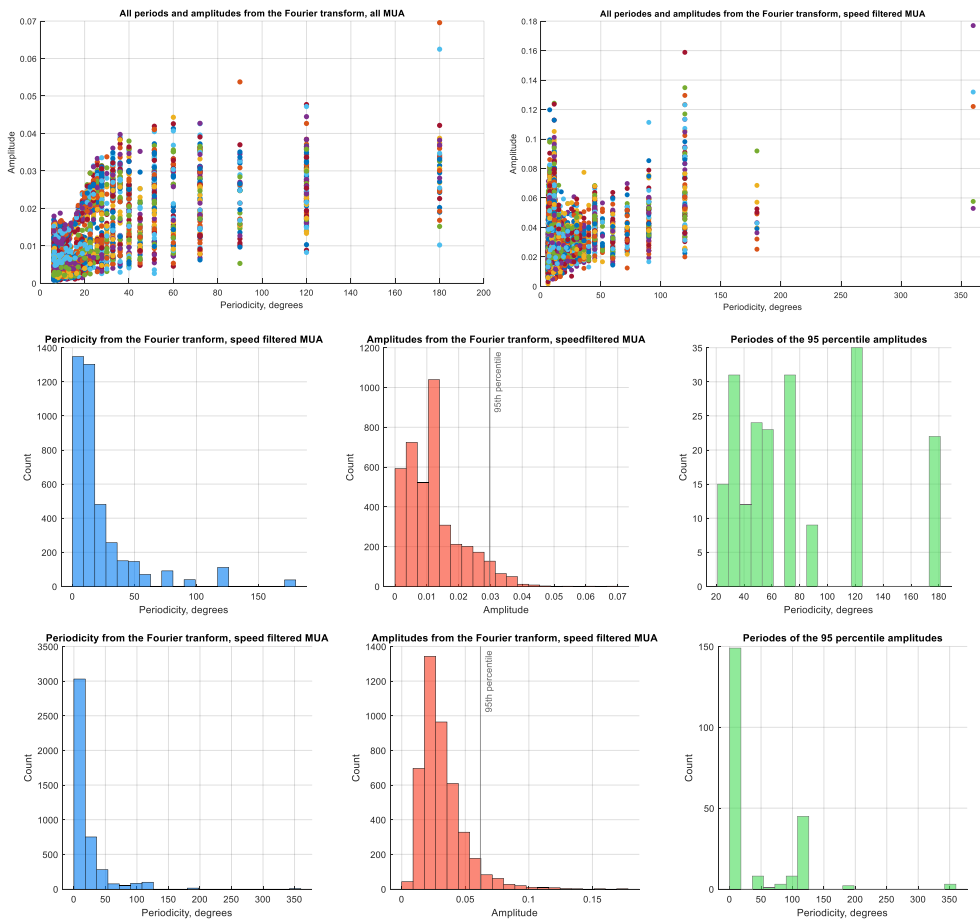 All periods and amplitudes from the Fourier transform, all MUA
0.07
0.06
0.05
0.04
0.03
0.02
0.01
0
Amplitude
0 20 40 60 80 100 120 140 160 180 200
Periodicity, degrees
All periodes and amplitudes from the Fourier transform, speed filtered MUA
0.18
0.16
0.14
0.12
0.1
0.08
0.06
0.04
0.02
0
Amplitude
0 50 100 150 200 250 300 350
Periodicity, degrees
Periodicity from the Fourier tranform, speed filtered MUA
1400
1200
1000
800
600
400
200
0
Count
0 50 100 150
Periodicity, degrees
Amplitudes from the Fourier tranform, speedfiltered MUA
1200
1000
800
600
400
200
0
Count
95th percentile
0 0.01 0.02 0.03 0.04 0.05 0.06 0.07
Amplitude
Periodes of the 95 percentile amplitudes
35
30
25
20
15
10
5
0
Count
20 40 60 80 100 120 140 160 180
Periodicity, degrees
Periodicity from the Fourier tranform, speed filtered MUA
3500
3000
2500
2000
1500
1000
500
0
Count
0 50 100 150 200 250 300 350
Periodicity, degrees
Amplitudes from the Fourier tranform, speed filtered MUA
1400
1200
1000
800
600
400
200
0
Count
95th percentile
0 0.05 0.1 0.15
Amplitude
Periodes of the 95 percentile amplitudes
150
100
50
0
Count
0 50 100 150 200 250 300 350
Periodicity, degrees